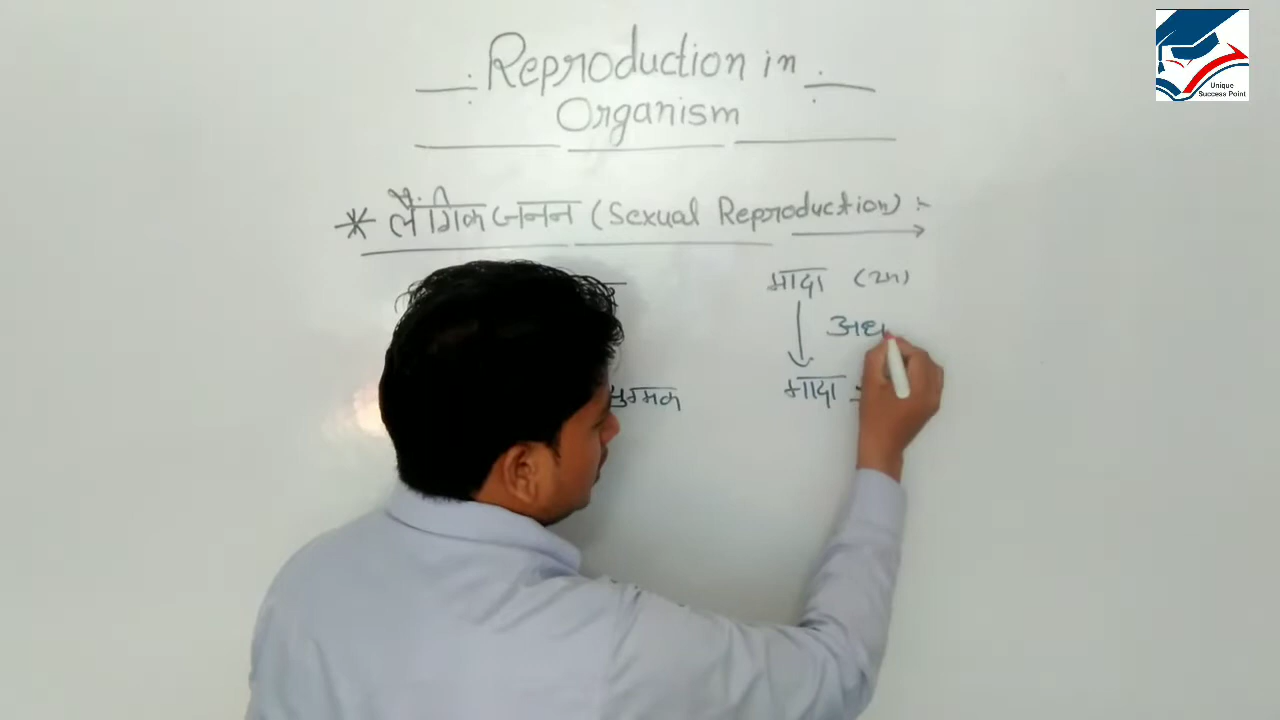 Reproduction in
Organism
* लैंगिक जनन (Sexual Reproduction) :-
मादा (2n)
अध
युग्मक
मादा
Unique
Success Point